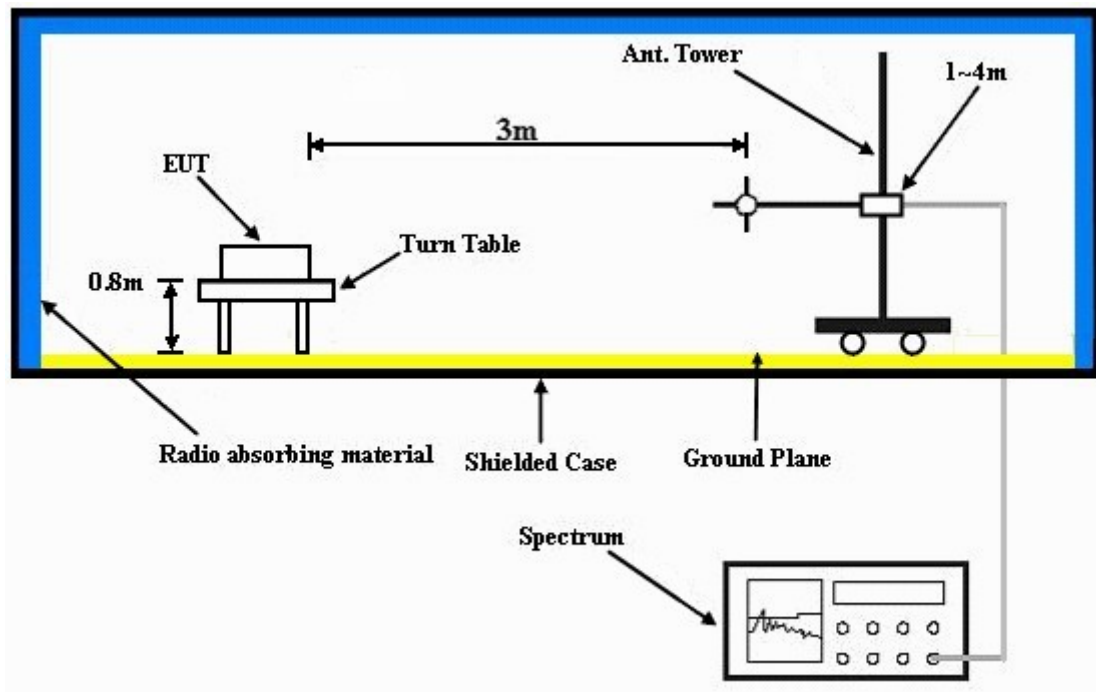 Ant. Tower
1~4m
3m
EUT
Turn Table
0.8m
Radio absorbing material
Shielded Case
Ground Plane
Spectrum